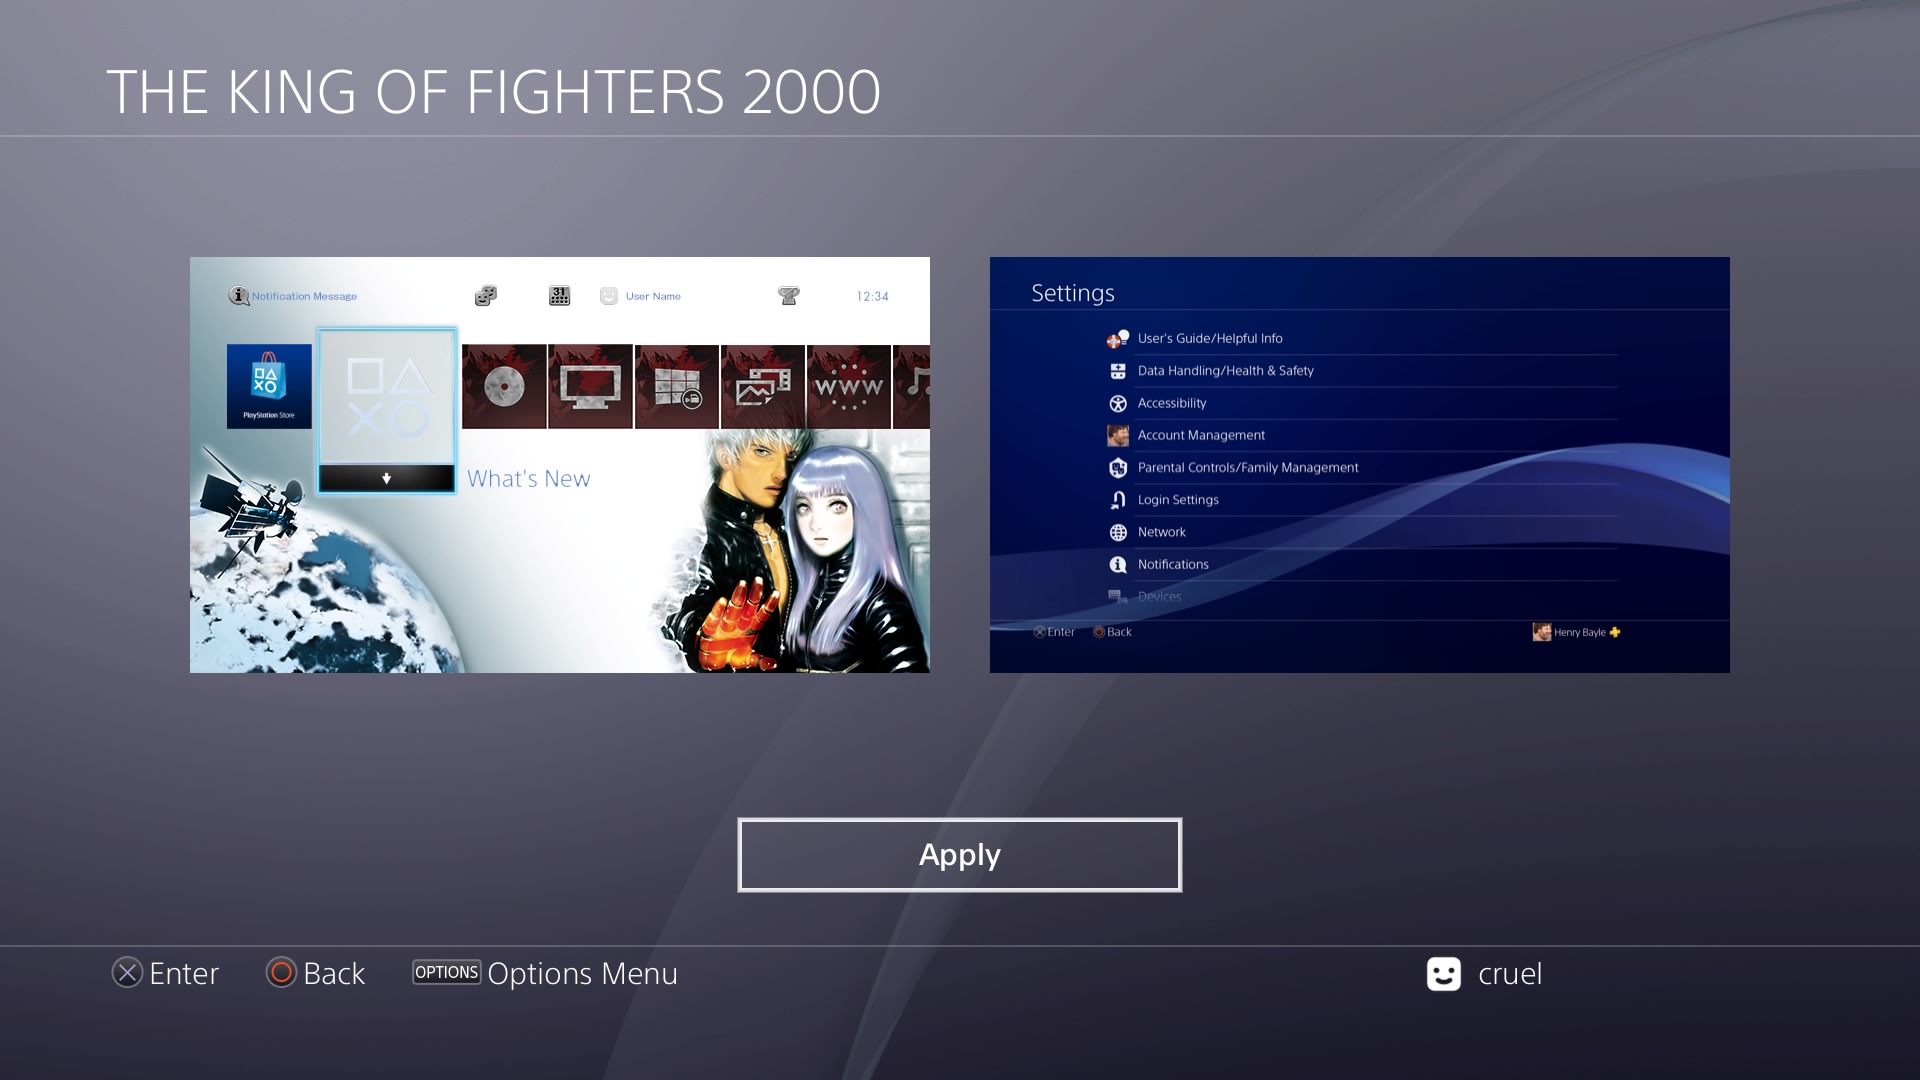 THE KING OF FIGHTERS 2000
Notification Message
31
User Name
12:34
PlayStation Store
WWW
What's New
Settings
User's Guide/Helpful Info
Data Handling/Health & Safety
Accessibility
Account Management
Parental Controls/Family Management
Login Settings
Network
Notifications
Devices
Enter
Back
Henry Bayle
Apply
Enter
Back
OPTIONS Options Menu
cruel